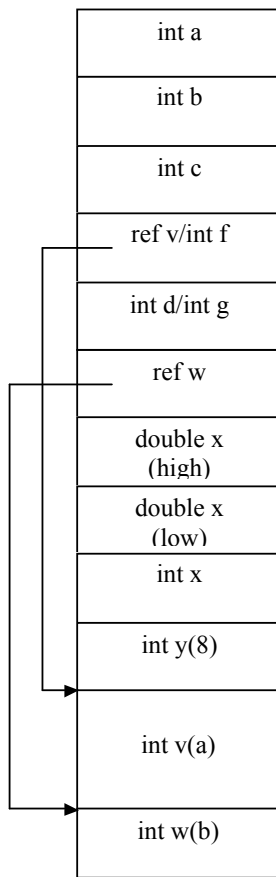 int a
int b
int c
ref v/int f
int d/int g
ref w
double x
(high)
double x
(low)
int x
int y(8)
int v(a)
int w(b)